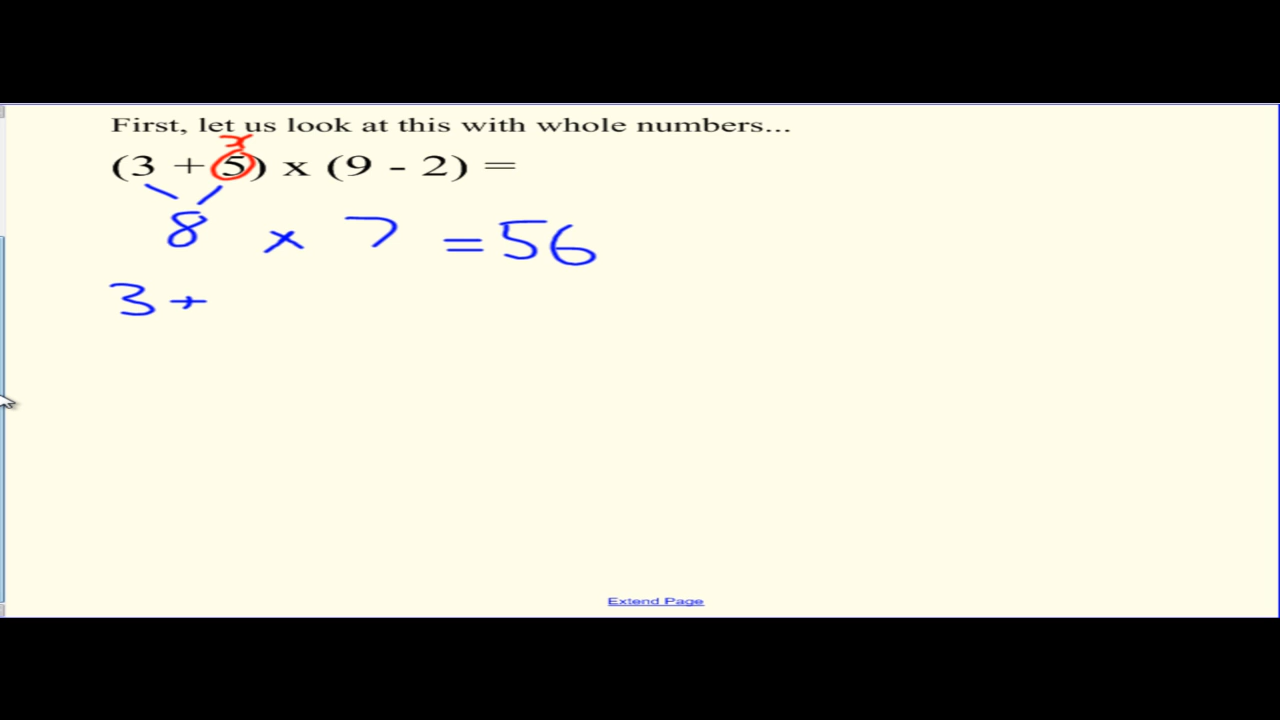 First, let us look at this with whole numbers...
x
(3 + 5) x (9 - 2) =
8 x 7 = 56
3 +
Extend Page